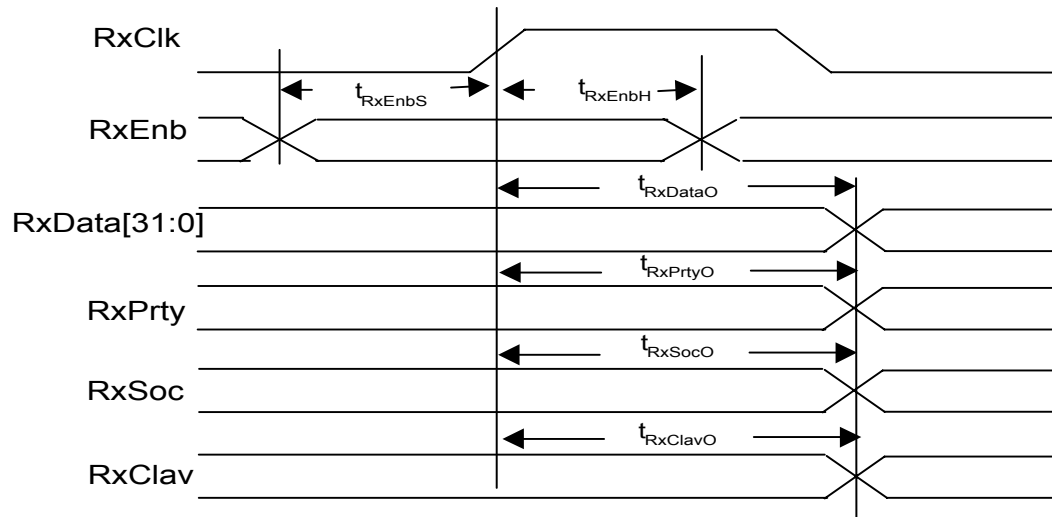 RxClk
tRxEnbS
tRxEnbH
RxEnb
tRxDataO
RxData[31:0]
tRxPrtyO
RxPrty
tRxSocO
RxSoc
tRxClavO
RxClav